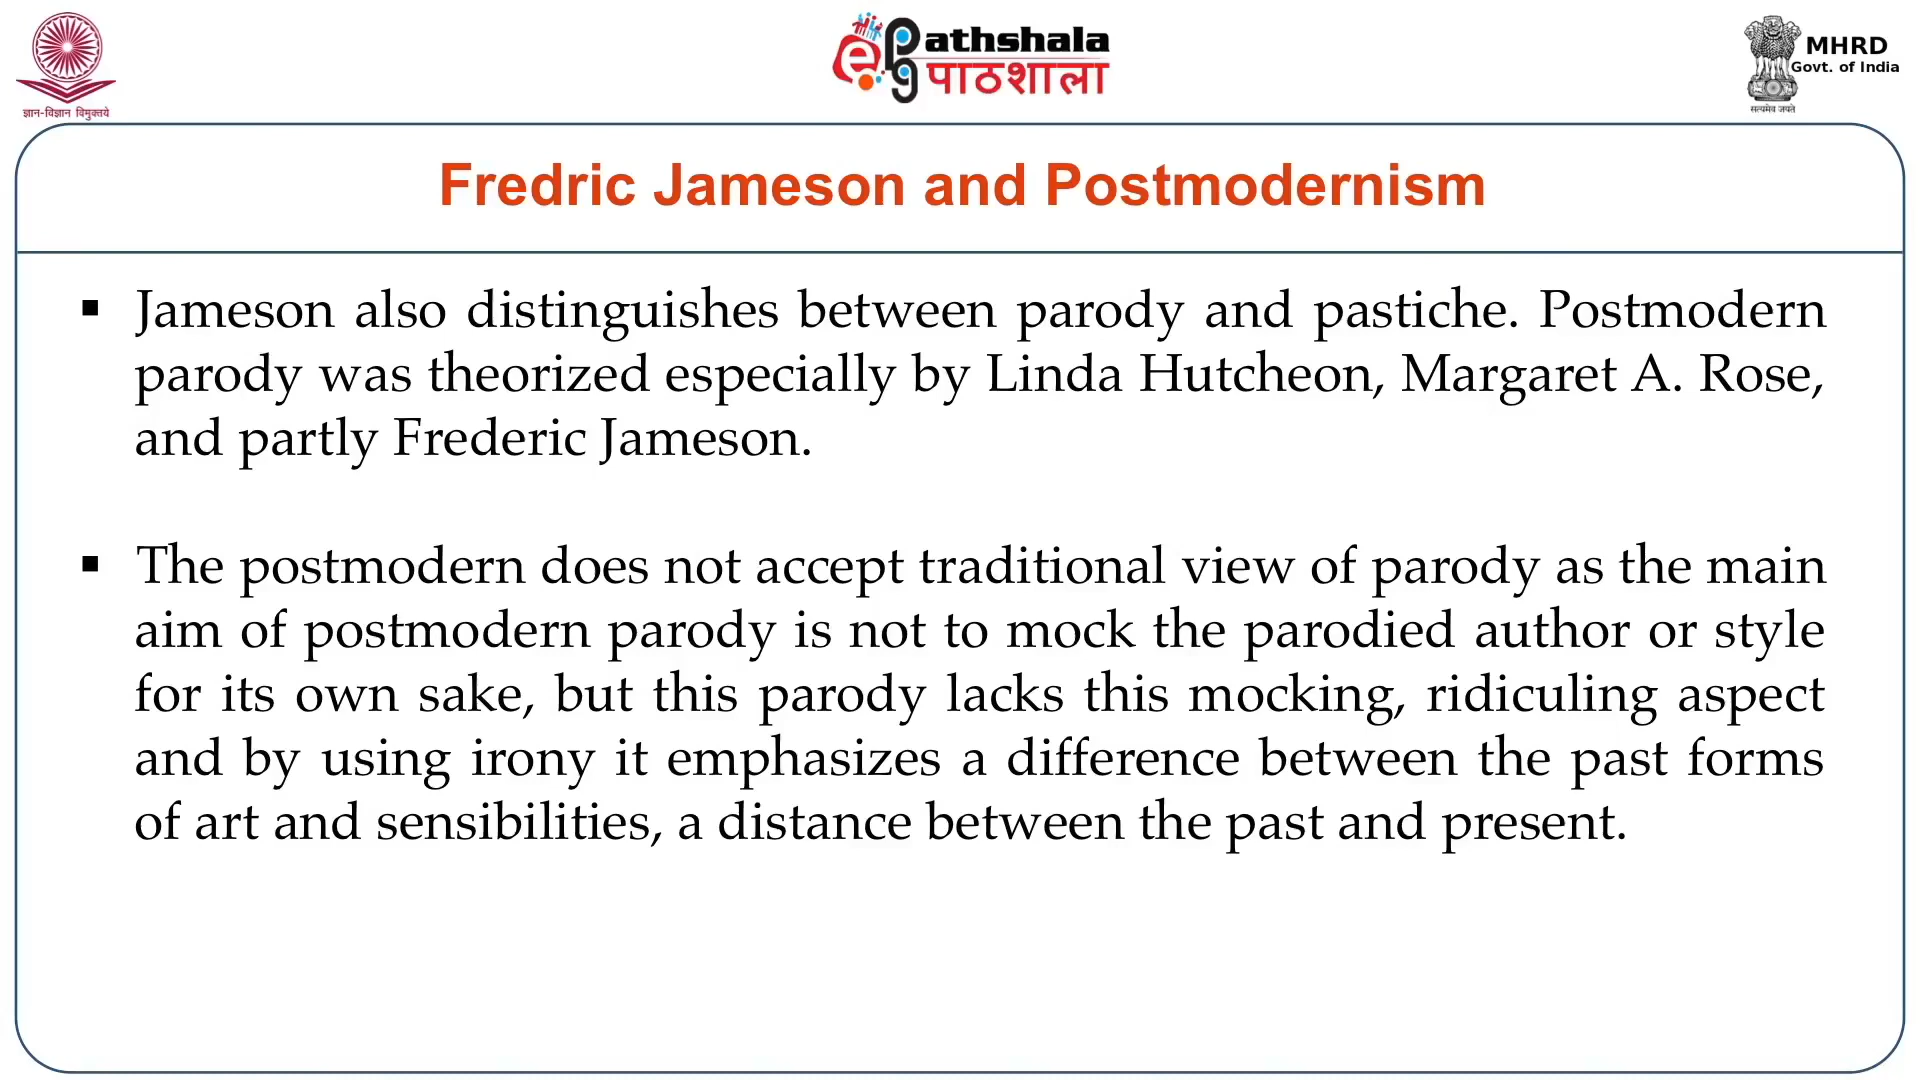 ज्ञान-विज्ञान विमुक्तये
e
PG
athshala
पाठशाला
MHRD
Govt. of India
सत्यमेव जयते
Fredric Jameson and Postmodernism
▪ Jameson also distinguishes between parody and pastiche. Postmodern
parody was theorized especially by Linda Hutcheon, Margaret A. Rose,
and partly Frederic Jameson.
▪ The postmodern does not accept traditional view of parody as the main
aim of postmodern parody is not to mock the parodied author or style
for its own sake, but this parody lacks this mocking, ridiculing aspect
and by using irony it emphasizes a difference between the past forms
of art and sensibilities, a distance between the past and present.